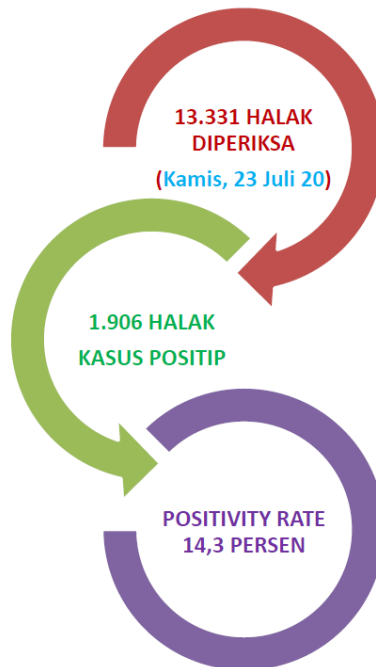 13.331 HALAK
DIPERIKSA
(Kamis, 23 Juli 20)
1.906 HALAK
KASUS POSITIP
POSITIVITY RATE
14,3 PERSEN